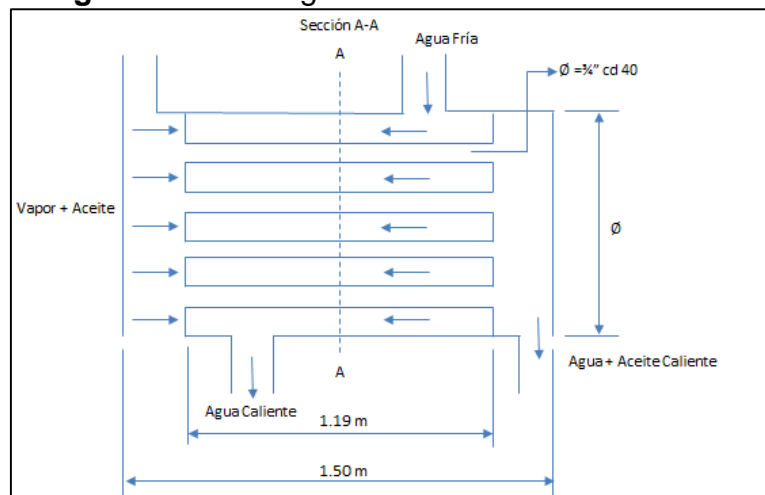 Sección A-A
Agua Fría
A
Ø =¾" cd 40
Vapor + Aceite
Ø
Agua + Aceite Caliente
A
Agua Caliente
1.19 m
1.50 m